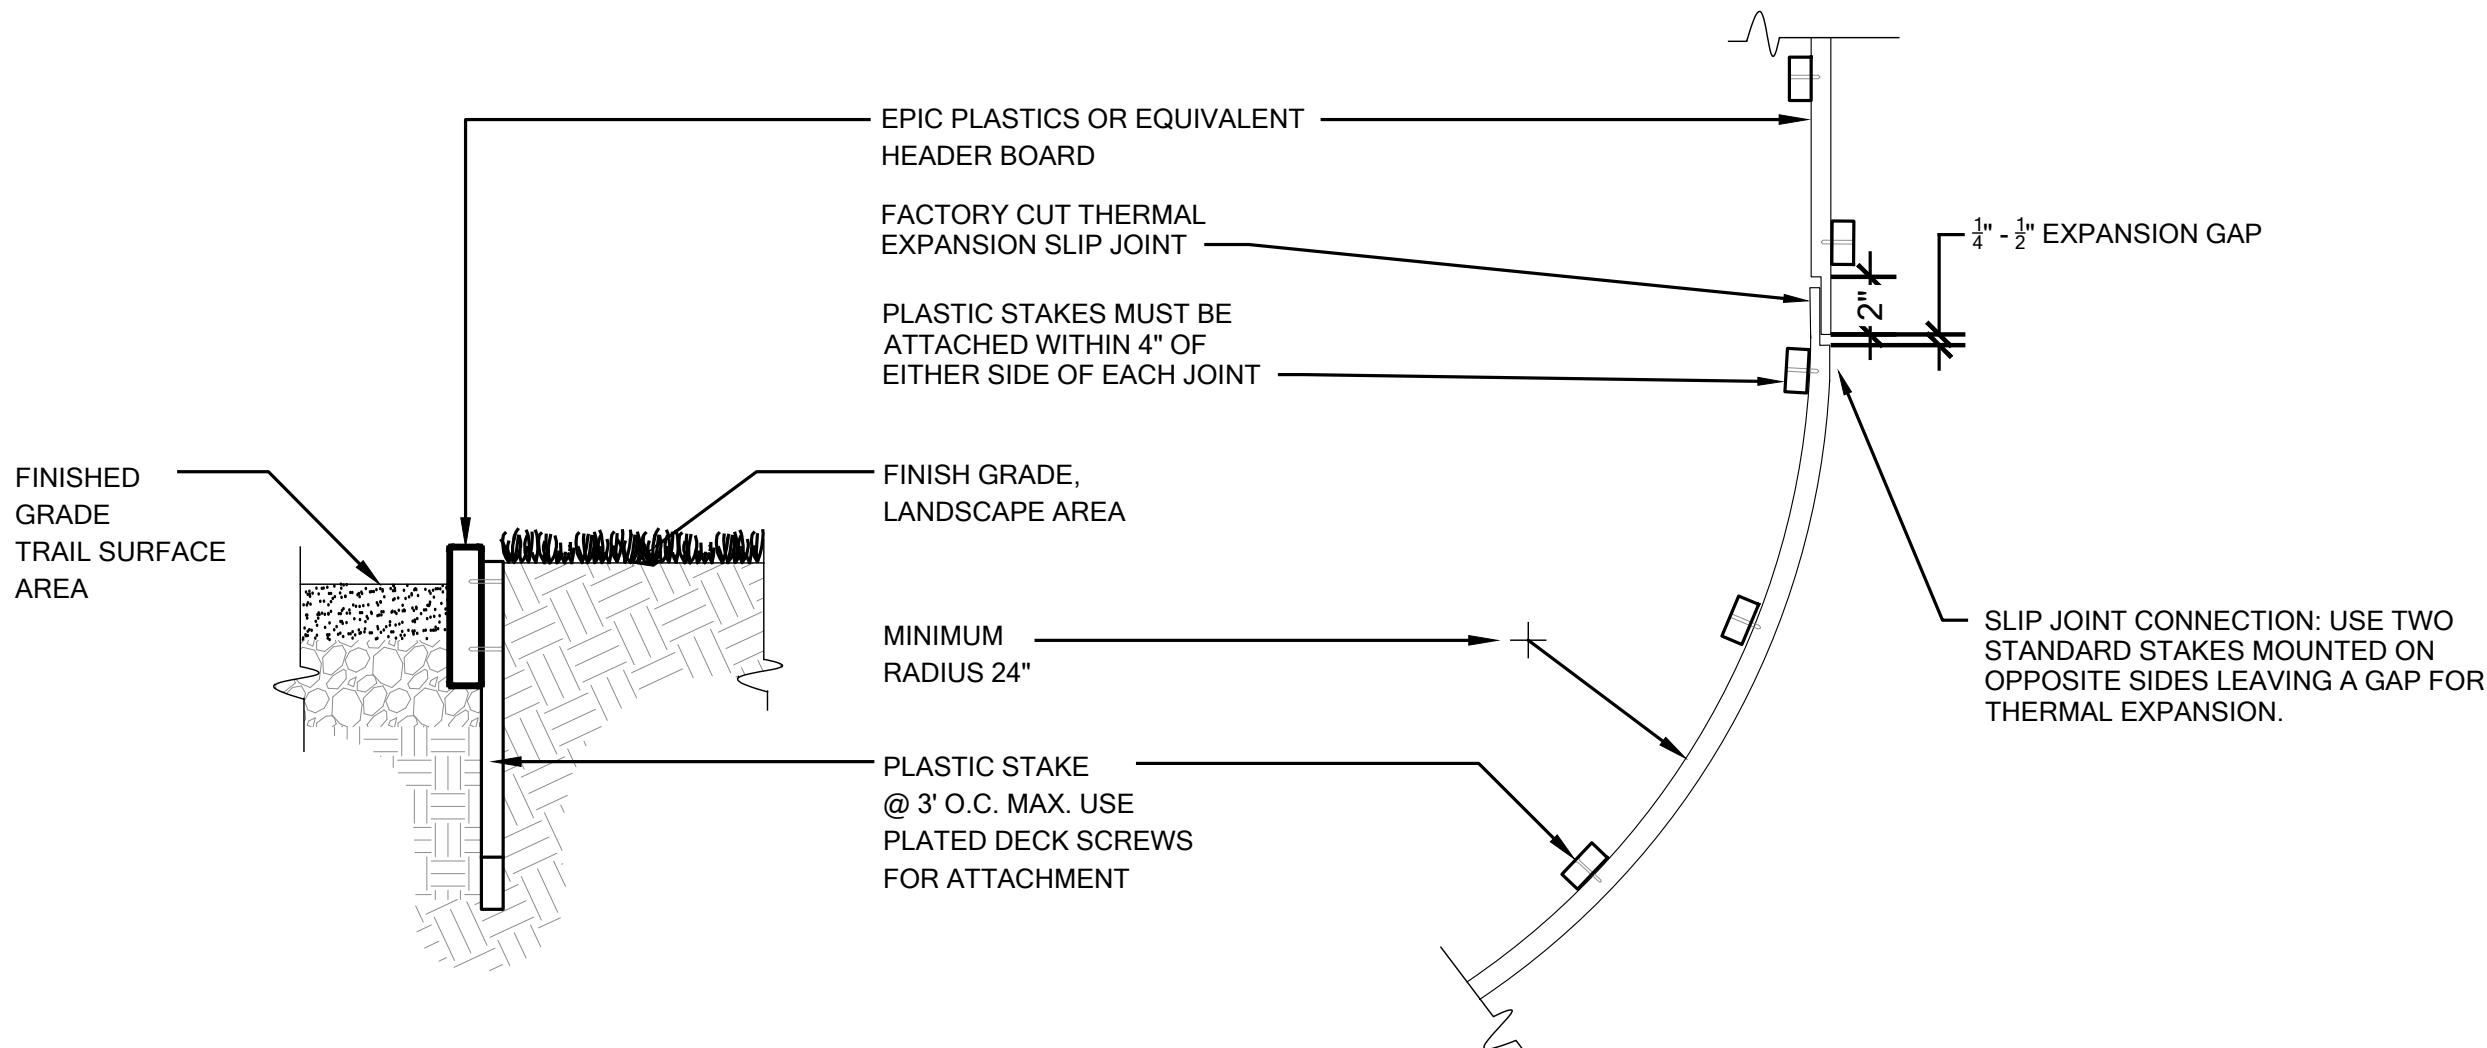 EPIC PLASTICS OR EQUIVALENT
HEADER BOARD
FACTORY CUT THERMAL
EXPANSION SLIP JOINT
PLASTIC STAKES MUST BE
ATTACHED WITHIN 4" OF
EITHER SIDE OF EACH JOINT
FINISHED
GRADE
TRAIL SURFACE
AREA
FINISH GRADE,
LANDSCAPE AREA
MINIMUM
RADIUS 24"
PLASTIC STAKE
@ 3' O.C. MAX. USE
PLATED DECK SCREWS
FOR ATTACHMENT
1/4" - 1/2" EXPANSION GAP
2"
SLIP JOINT CONNECTION: USE TWO
STANDARD STAKES MOUNTED ON
OPPOSITE SIDES LEAVING A GAP FOR
THERMAL EXPANSION.